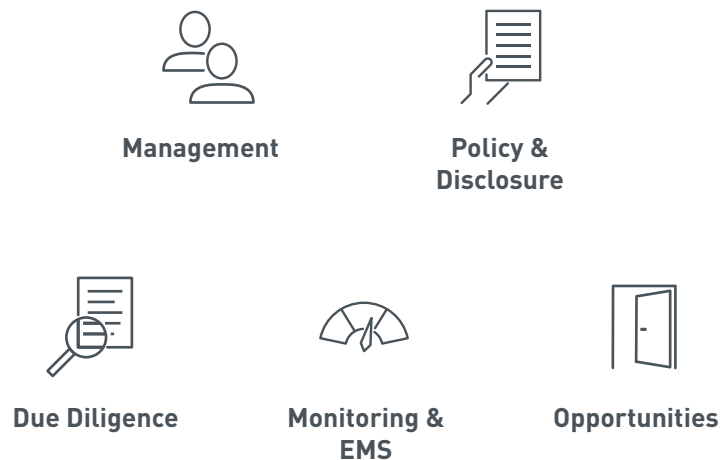 Management
Policy &
Disclosure
Due Diligence
Monitoring &
EMS
Opportunities